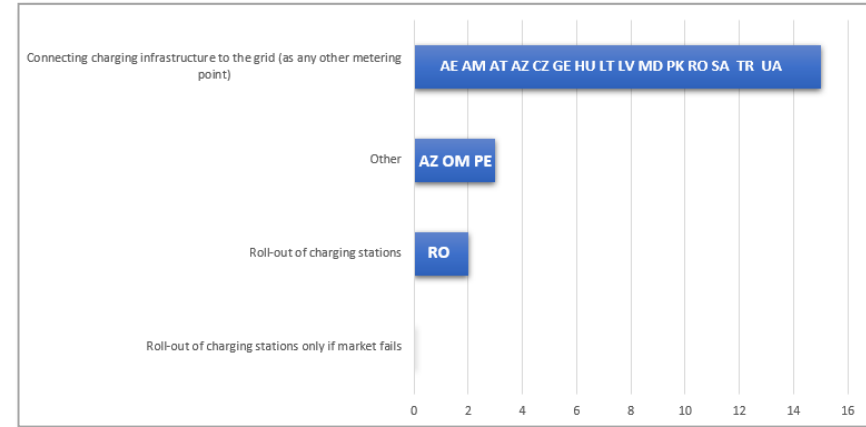 Connecting charging infrastructure to the grid (as any other metering
point)
AE AM AT AZ CZ GE HU LT LV MD PK RO SA TR UA
Other
AZ OM PE
Roll-out of charging stations
RO
Roll-out of charging stations only if market fails
0 2 4 6 8 10 12 14 16